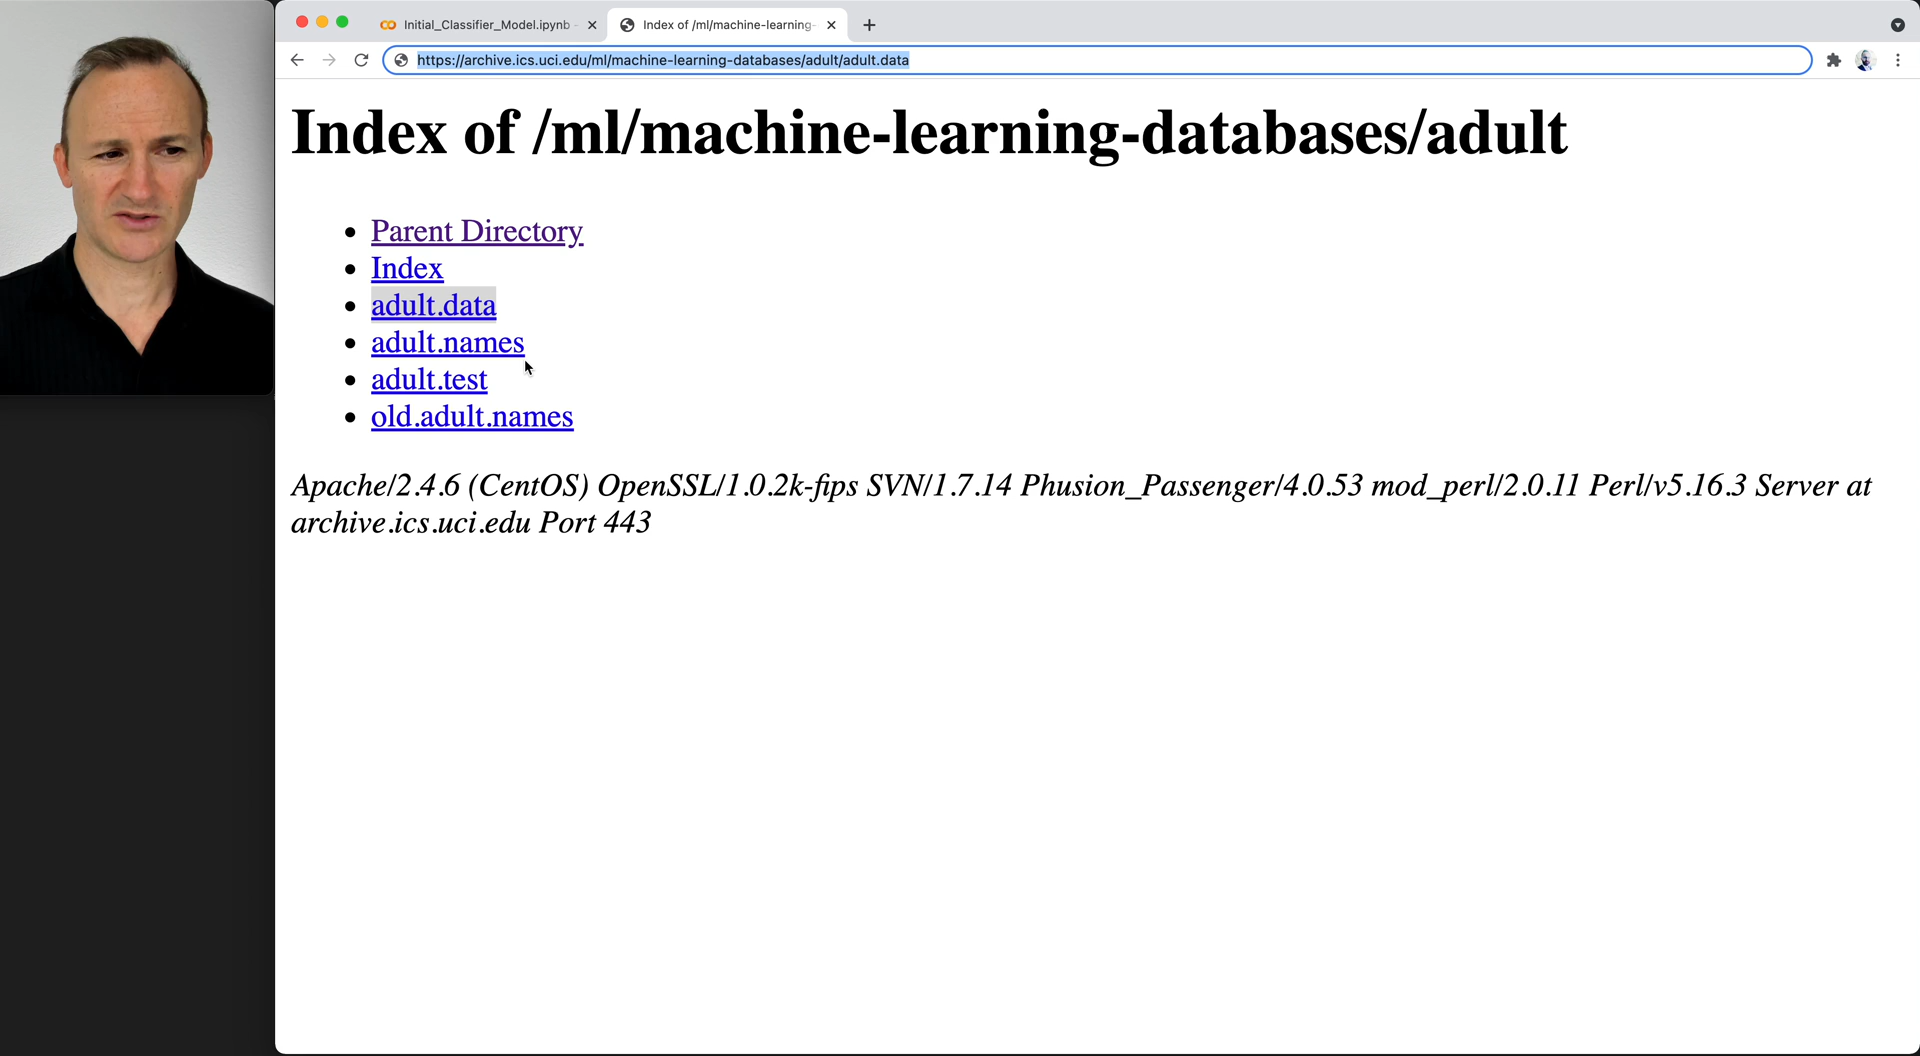 Initial_Classifier_Model.ipynb -
Index of /ml/machine-learning-
https://archive.ics.uci.edu/ml/machine-learning-databases/adult/adult.data
Index of /ml/machine-learning-databases/adult
Parent Directory
Index
adult.data
adult.names
adult.test
old.adult.names
Apache/2.4.6 (CentOS) OpenSSL/1.0.2k-fips SVN/1.7.14 Phusion_Passenger/4.0.53 mod_perl/2.0.11 Perl/v5.16.3 Server at
archive.ics.uci.edu Port 443